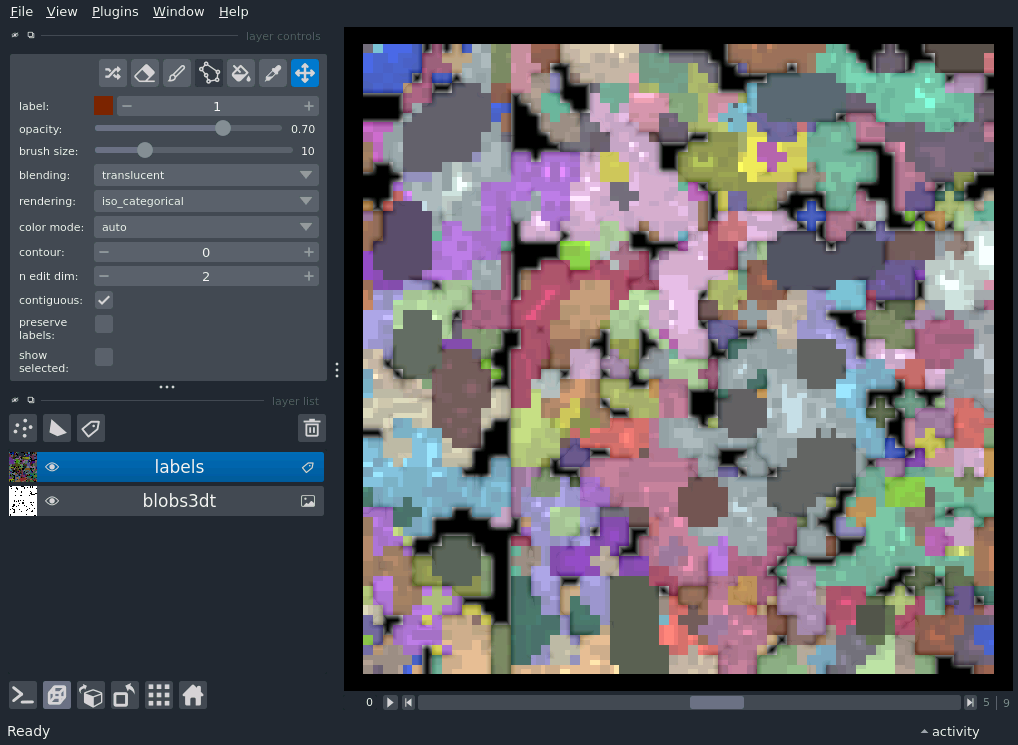 File View Plugins Window Help
layer controls
label: 1
opacity: 0.70
brush size: 10
blending: translucent
rendering: iso_categorical
color mode: auto
contour: 0
n edit dim: 2
contiguous:
preserve
labels:
show
selected:
layer list
labels
blobs3dt
0 5 | 9
Ready activity